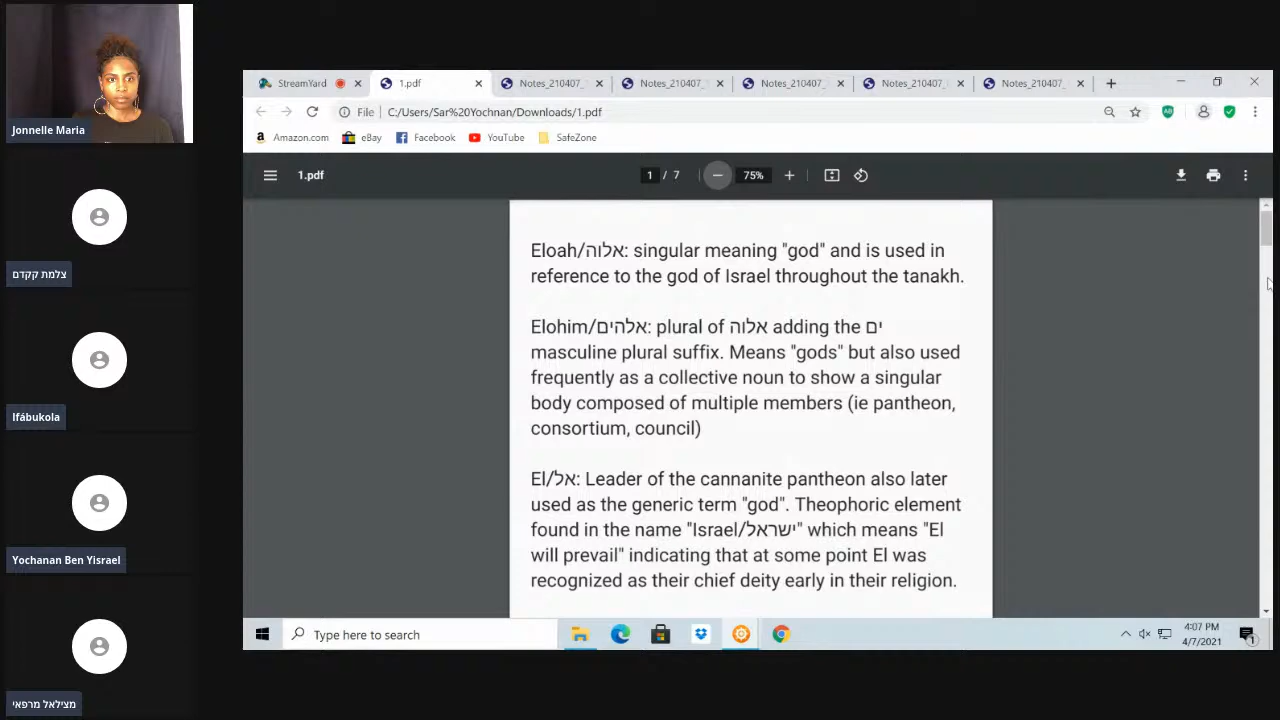 Jonnelle Maria
צלמת קקדם
Ifábukola
Yochanan Ben Yisrael
מצילאל מרפאי
StreamYard
1.pdf
Notes_210407_
Notes_210407_
Notes_210407_
Notes_210407_
Notes_210407_
File
C:/Users/Sar%20Yochnan/Downloads/1.pdf
Amazon.com
eBay
Facebook
YouTube
SafeZone
1.pdf
1 / 7
75%
Eloah/אלוה: singular meaning "god" and is used in
reference to the god of Israel throughout the tanakh.
Elohim/אלהים: plural of אלוה adding the ים
masculine plural suffix. Means "gods" but also used
frequently as a collective noun to show a singular
body composed of multiple members (ie pantheon,
consortium, council)
El/אל: Leader of the cannanite pantheon also later
used as the generic term "god". Theophoric element
found in the name "Israel/ישראל" which means "El
will prevail" indicating that at some point El was
recognized as their chief deity early in their religion.
Type here to search
4:07 PM
4/7/2021